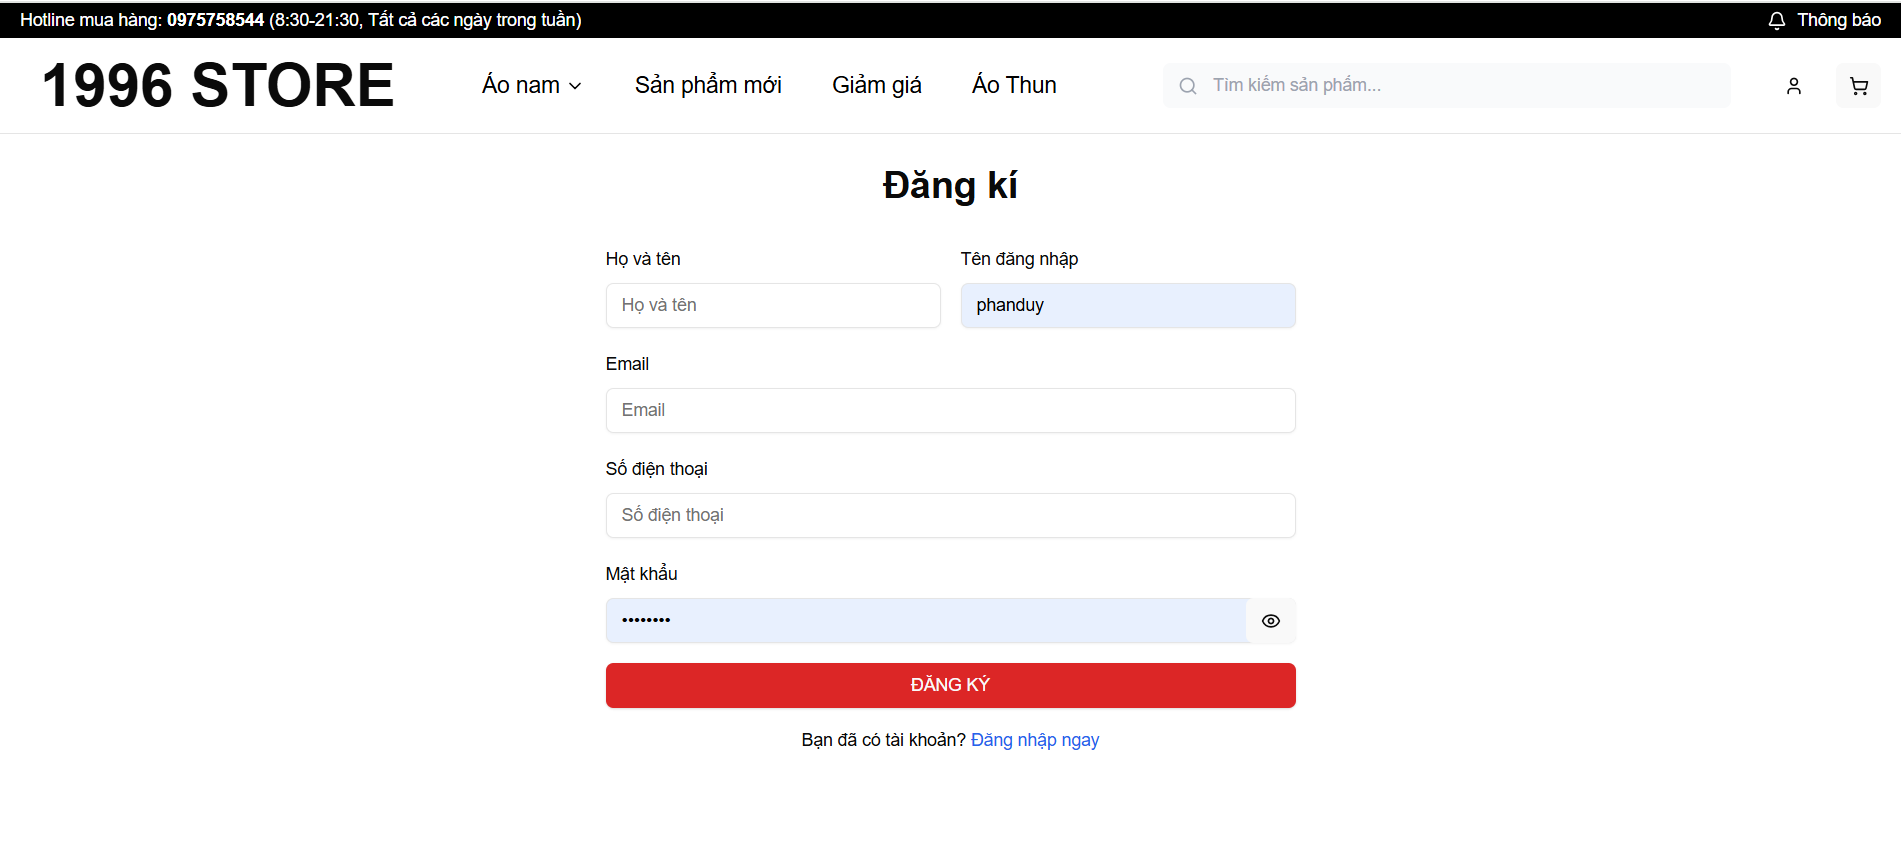 Hotline mua hàng: 0975758544 (8:30-21:30, Tất cả các ngày trong tuần)
Thông báo
1996 STORE
Áo nam
Sản phẩm mới
Giảm giá
Áo Thun
Tìm kiếm sản phẩm...
Đăng kí
Họ và tên
Tên đăng nhập
Họ và tên
phanduy
Email
Email
Số điện thoại
Số điện thoại
Mật khẩu
••••••••
ĐĂNG KÝ
Bạn đã có tài khoản? Đăng nhập ngay